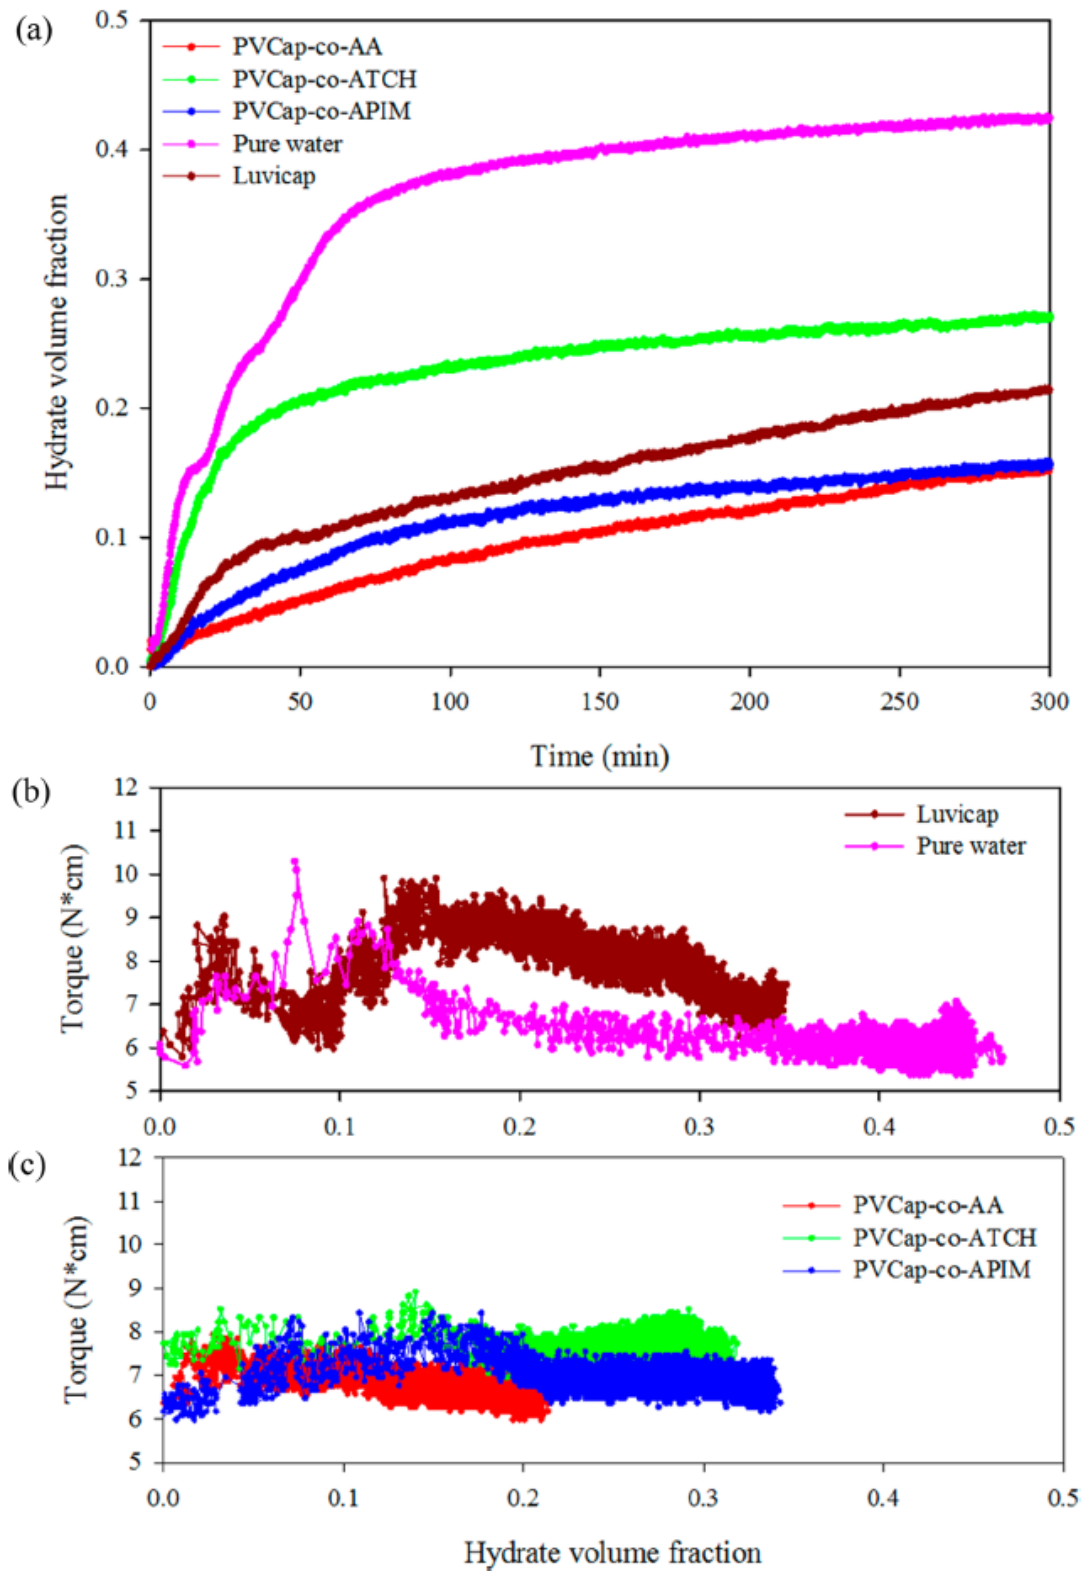 (a)
0.5
0.4
0.3
0.2
0.1
0.0
Hydrate volume fraction
PVCap-co-AA
PVCap-co-ATCH
PVCap-co-APIM
Pure water
Luvicap
0 50 100 150 200 250 300
Time (min)
(b)
12
11
10
9
8
7
6
5
Torque (N*cm)
Luvicap
Pure water
0.0 0.1 0.2 0.3 0.4 0.5
(c)
12
11
10
9
8
7
6
5
Torque (N*cm)
PVCap-co-AA
PVCap-co-ATCH
PVCap-co-APIM
0.0 0.1 0.2 0.3 0.4 0.5
Hydrate volume fraction